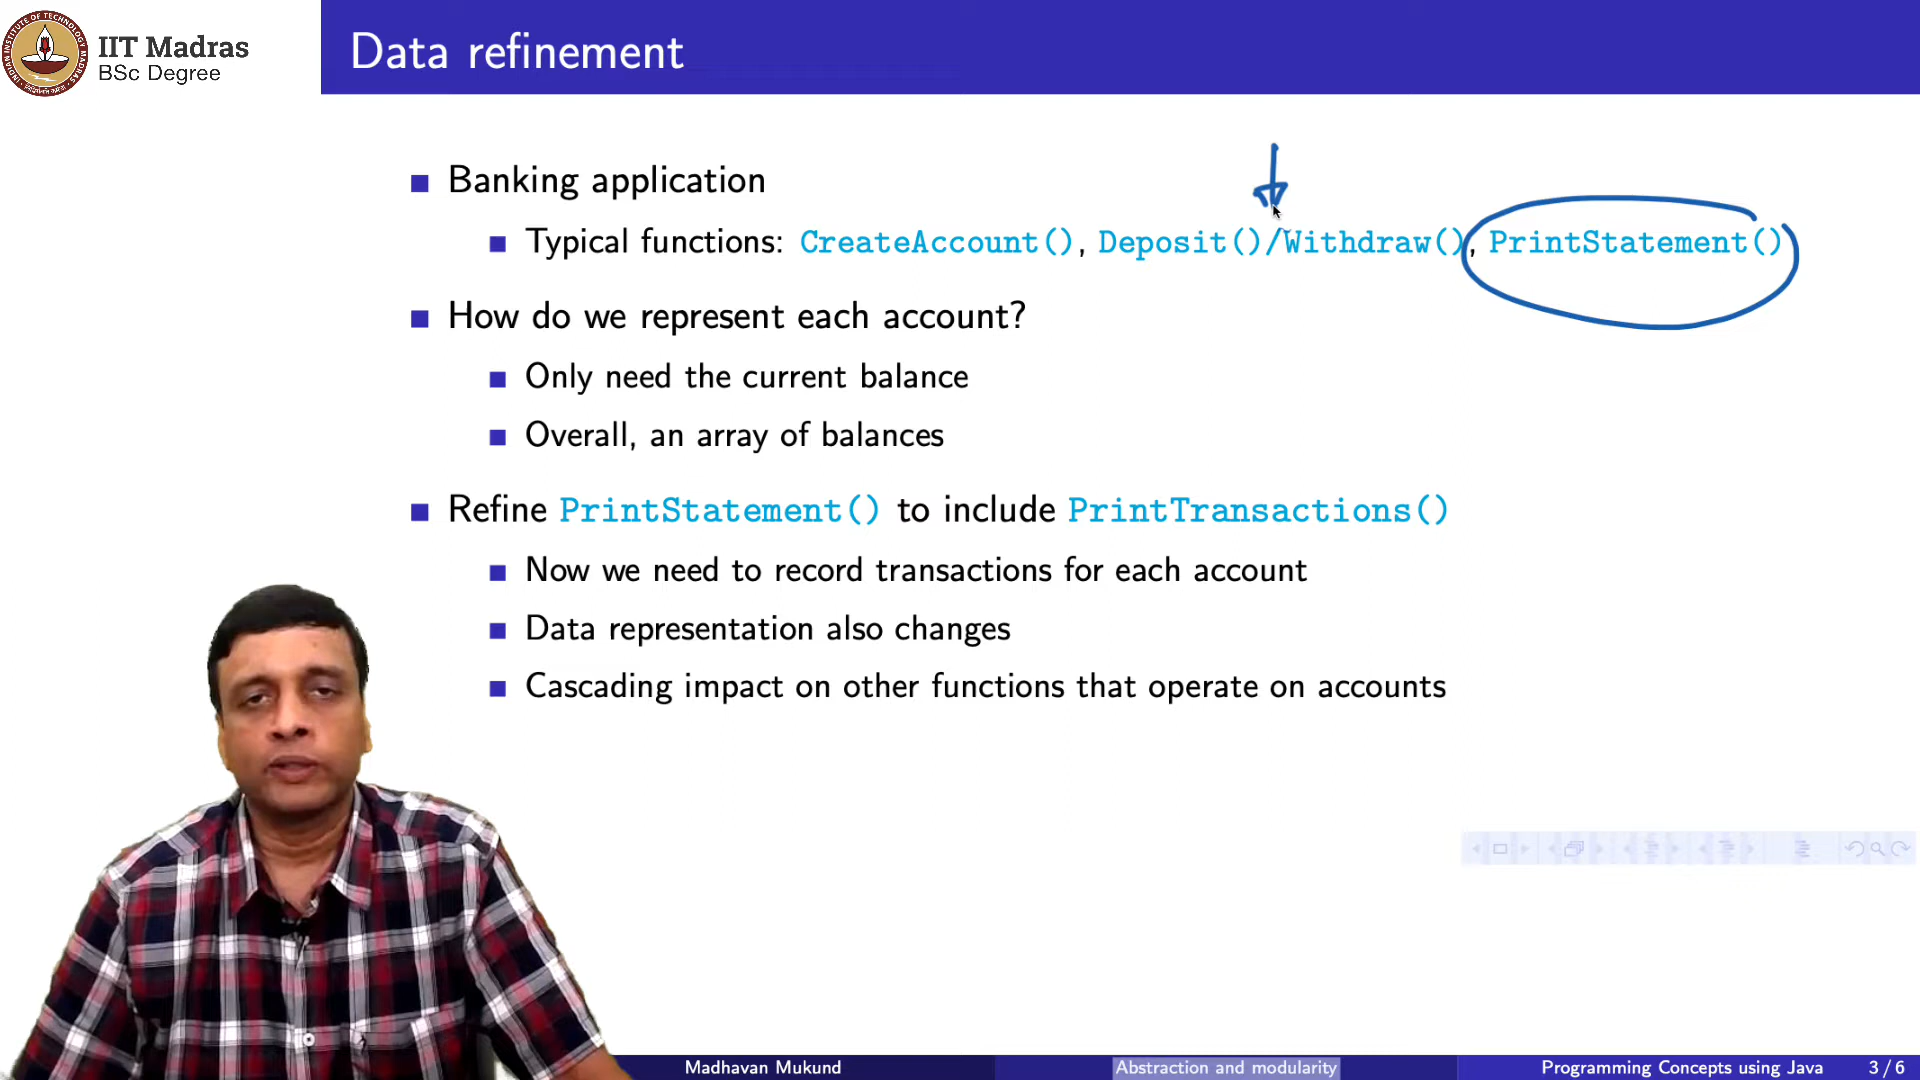 IIT Madras
BSc Degree
Data refinement
Banking application
Typical functions: CreateAccount(), Deposit()/Withdraw(), PrintStatement()
How do we represent each account?
Only need the current balance
Overall, an array of balances
Refine PrintStatement() to include PrintTransactions()
Now we need to record transactions for each account
Data representation also changes
Cascading impact on other functions that operate on accounts
Madhavan Mukund
Abstraction and modularity
Programming Concepts using Java
3 / 6